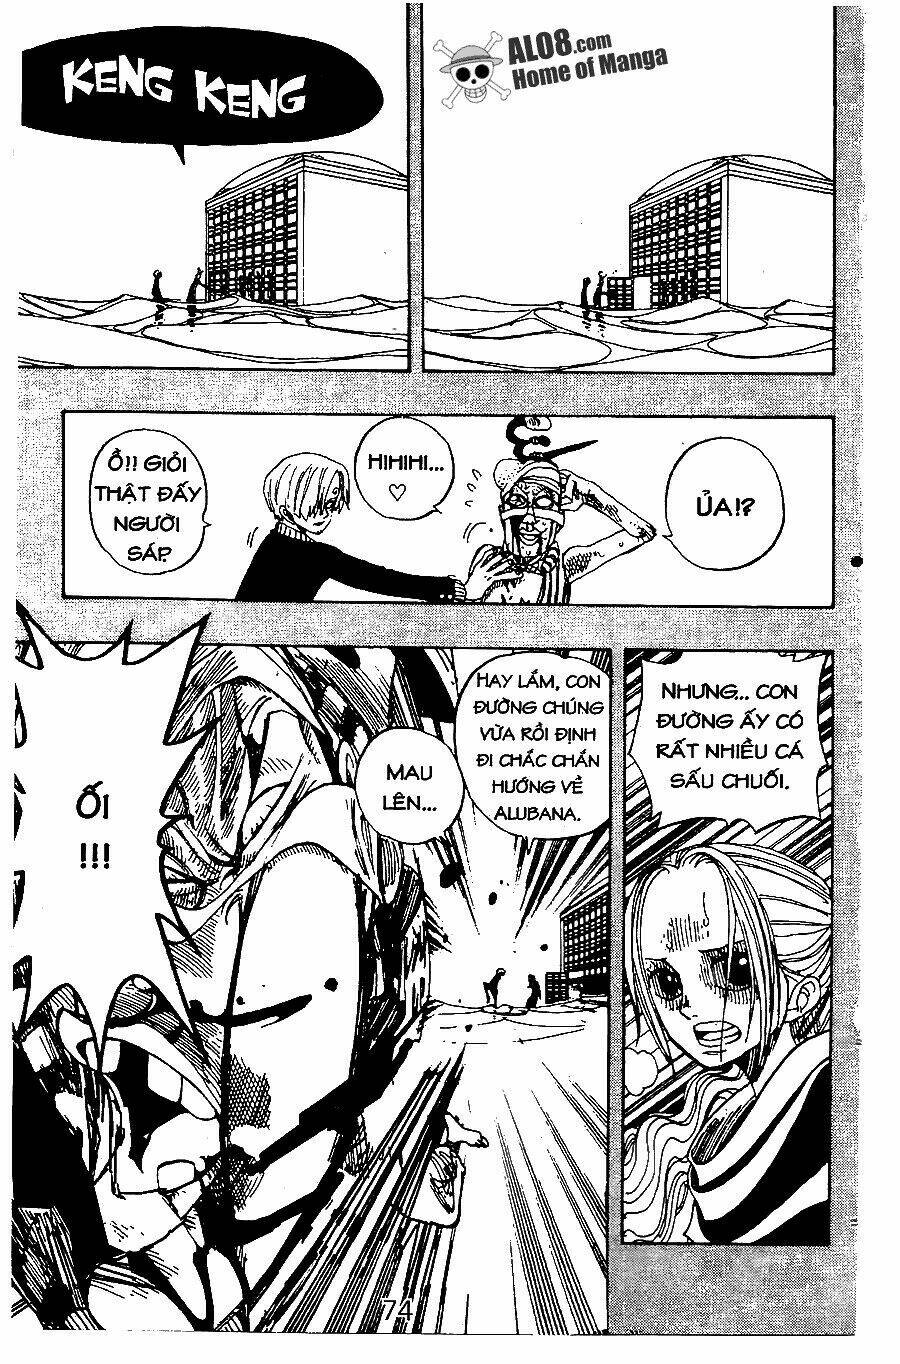 KENG KENG
AL08.com
Home of Manga
Ồ!! GIỎI
THẬT ĐẤY
NGƯỜI
SÁP.
HIHIHI...
♡
ỦA!?
HAY LẮM, CON
ĐƯỜNG CHÚNG
VỪA RỒI ĐỊNH
ĐI CHẮC CHẮN
HƯỚNG VỀ
ALUBANA.
MAU
LÊN...
ỐI
!!!
NHƯNG... CON
ĐƯỜNG ẤY CÓ
RẤT NHIỀU CÁ
SẤU CHUỐI.
74